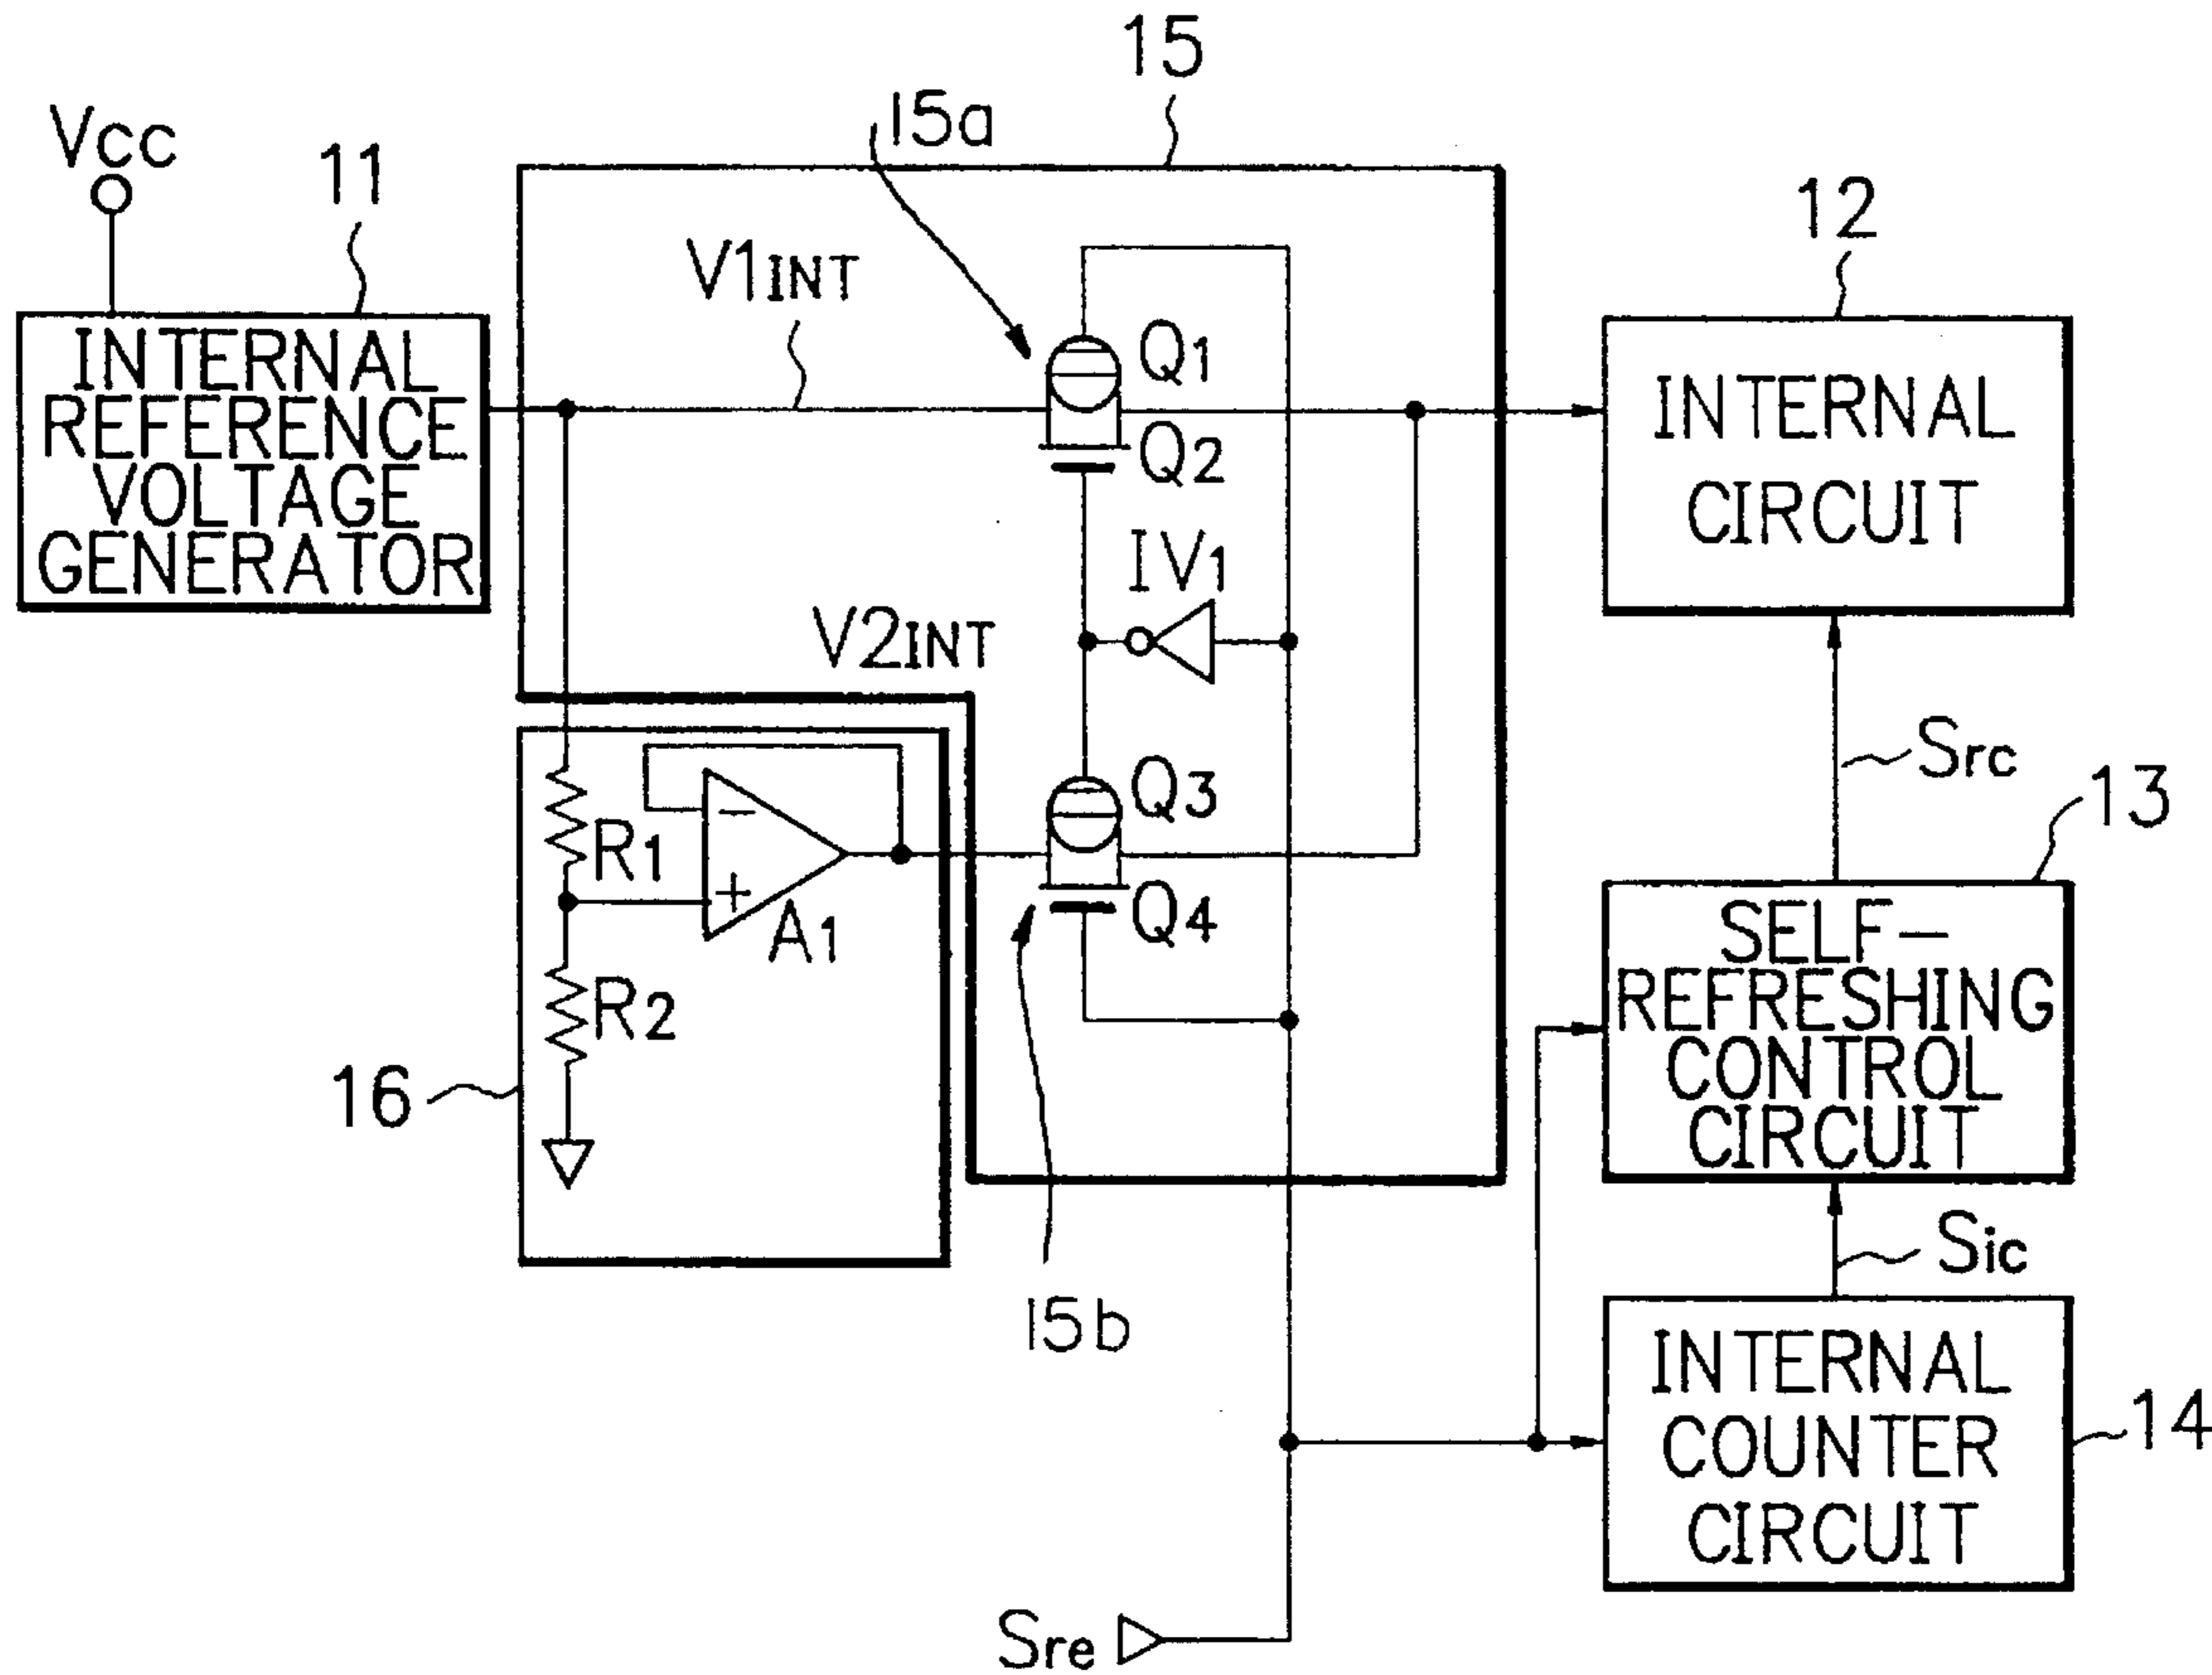 15
15a
Vcc
11
12
V1INT
Q1
INTERNAL
REFERENCE
VOLTAGE
GENERATOR
INTERNAL
CIRCUIT
Q2
IV1
V2INT
Src
Q3
13
R1
+
−
A1
Q4
SELF-
REFRESHING
CONTROL
CIRCUIT
R2
16
Sic
15b
INTERNAL
COUNTER
CIRCUIT
14
Sre